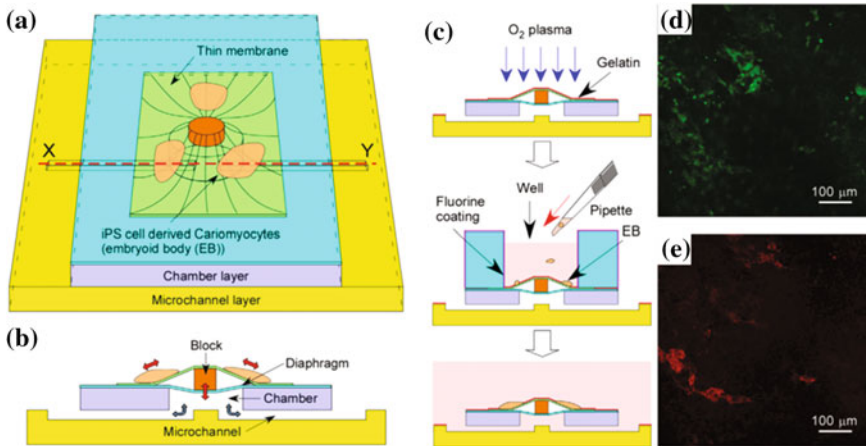 (a)
Thin membrane
X
Y
iPS cell derived Cariomyocytes
(embryoid body (EB))
Chamber layer
Microchannel layer
(b)
Block
Diaphragm
Chamber
Microchannel
(c)
O2 plasma
Gelatin
Well
Fluorine
coating
Pipette
EB
(d)
100 μm
(e)
100 μm